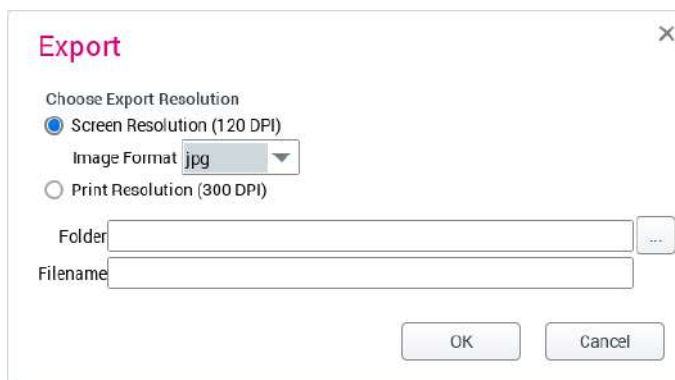 Export
Choose Export Resolution
Screen Resolution (120 DPI)
Image Format jpg
Print Resolution (300 DPI)
Folder ...
Filename
OK Cancel